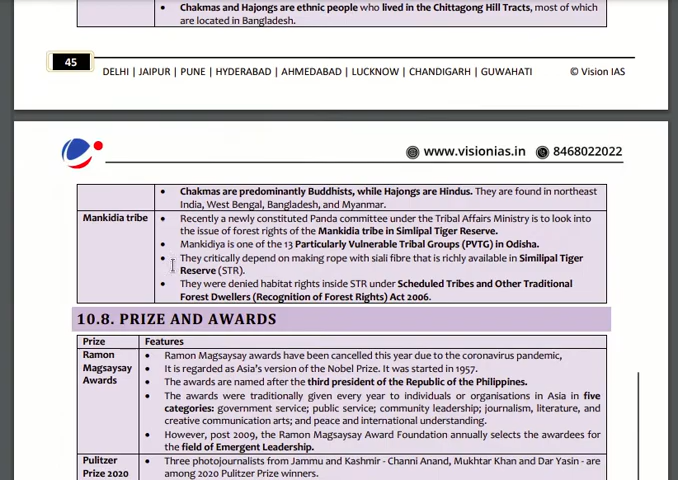 • Chakmas and Hajongs are ethnic people who lived in the Chittagong Hill Tracts, most of which
are located in Bangladesh.
45
DELHI | JAIPUR | PUNE | HYDERABAD | AHMEDABAD | LUCKNOW | CHANDIGARH | GUWAHATI © Vision IAS
www.visionias.in 8468022022
• Chakmas are predominantly Buddhists, while Hajongs are Hindus. They are found in northeast
India, West Bengal, Bangladesh, and Myanmar.
Mankidia tribe • Recently a newly constituted Panda committee under the Tribal Affairs Ministry is to look into
the issue of forest rights of the Mankidia tribe in Simlipal Tiger Reserve.
• Mankidiya is one of the 13 Particularly Vulnerable Tribal Groups (PVTG) in Odisha.
• They critically depend on making rope with siali fibre that is richly available in Similipal Tiger
Reserve (STR).
• They were denied habitat rights inside STR under Scheduled Tribes and Other Traditional
Forest Dwellers (Recognition of Forest Rights) Act 2006.
10.8. PRIZE AND AWARDS
Prize Features
Ramon • Ramon Magsaysay awards have been cancelled this year due to the coronavirus pandemic,
Magsaysay • It is regarded as Asia's version of the Nobel Prize. It was started in 1957.
Awards • The awards are named after the third president of the Republic of the Philippines.
• The awards were traditionally given every year to individuals or organisations in Asia in five
categories: government service; public service; community leadership; journalism, literature, and
creative communication arts; and peace and international understanding.
• However, post 2009, the Ramon Magsaysay Award Foundation annually selects the awardees for
the field of Emergent Leadership.
Pulitzer • Three photojournalists from Jammu and Kashmir - Channi Anand, Mukhtar Khan and Dar Yasin - are
Prize 2020 among 2020 Pulitzer Prize winners.